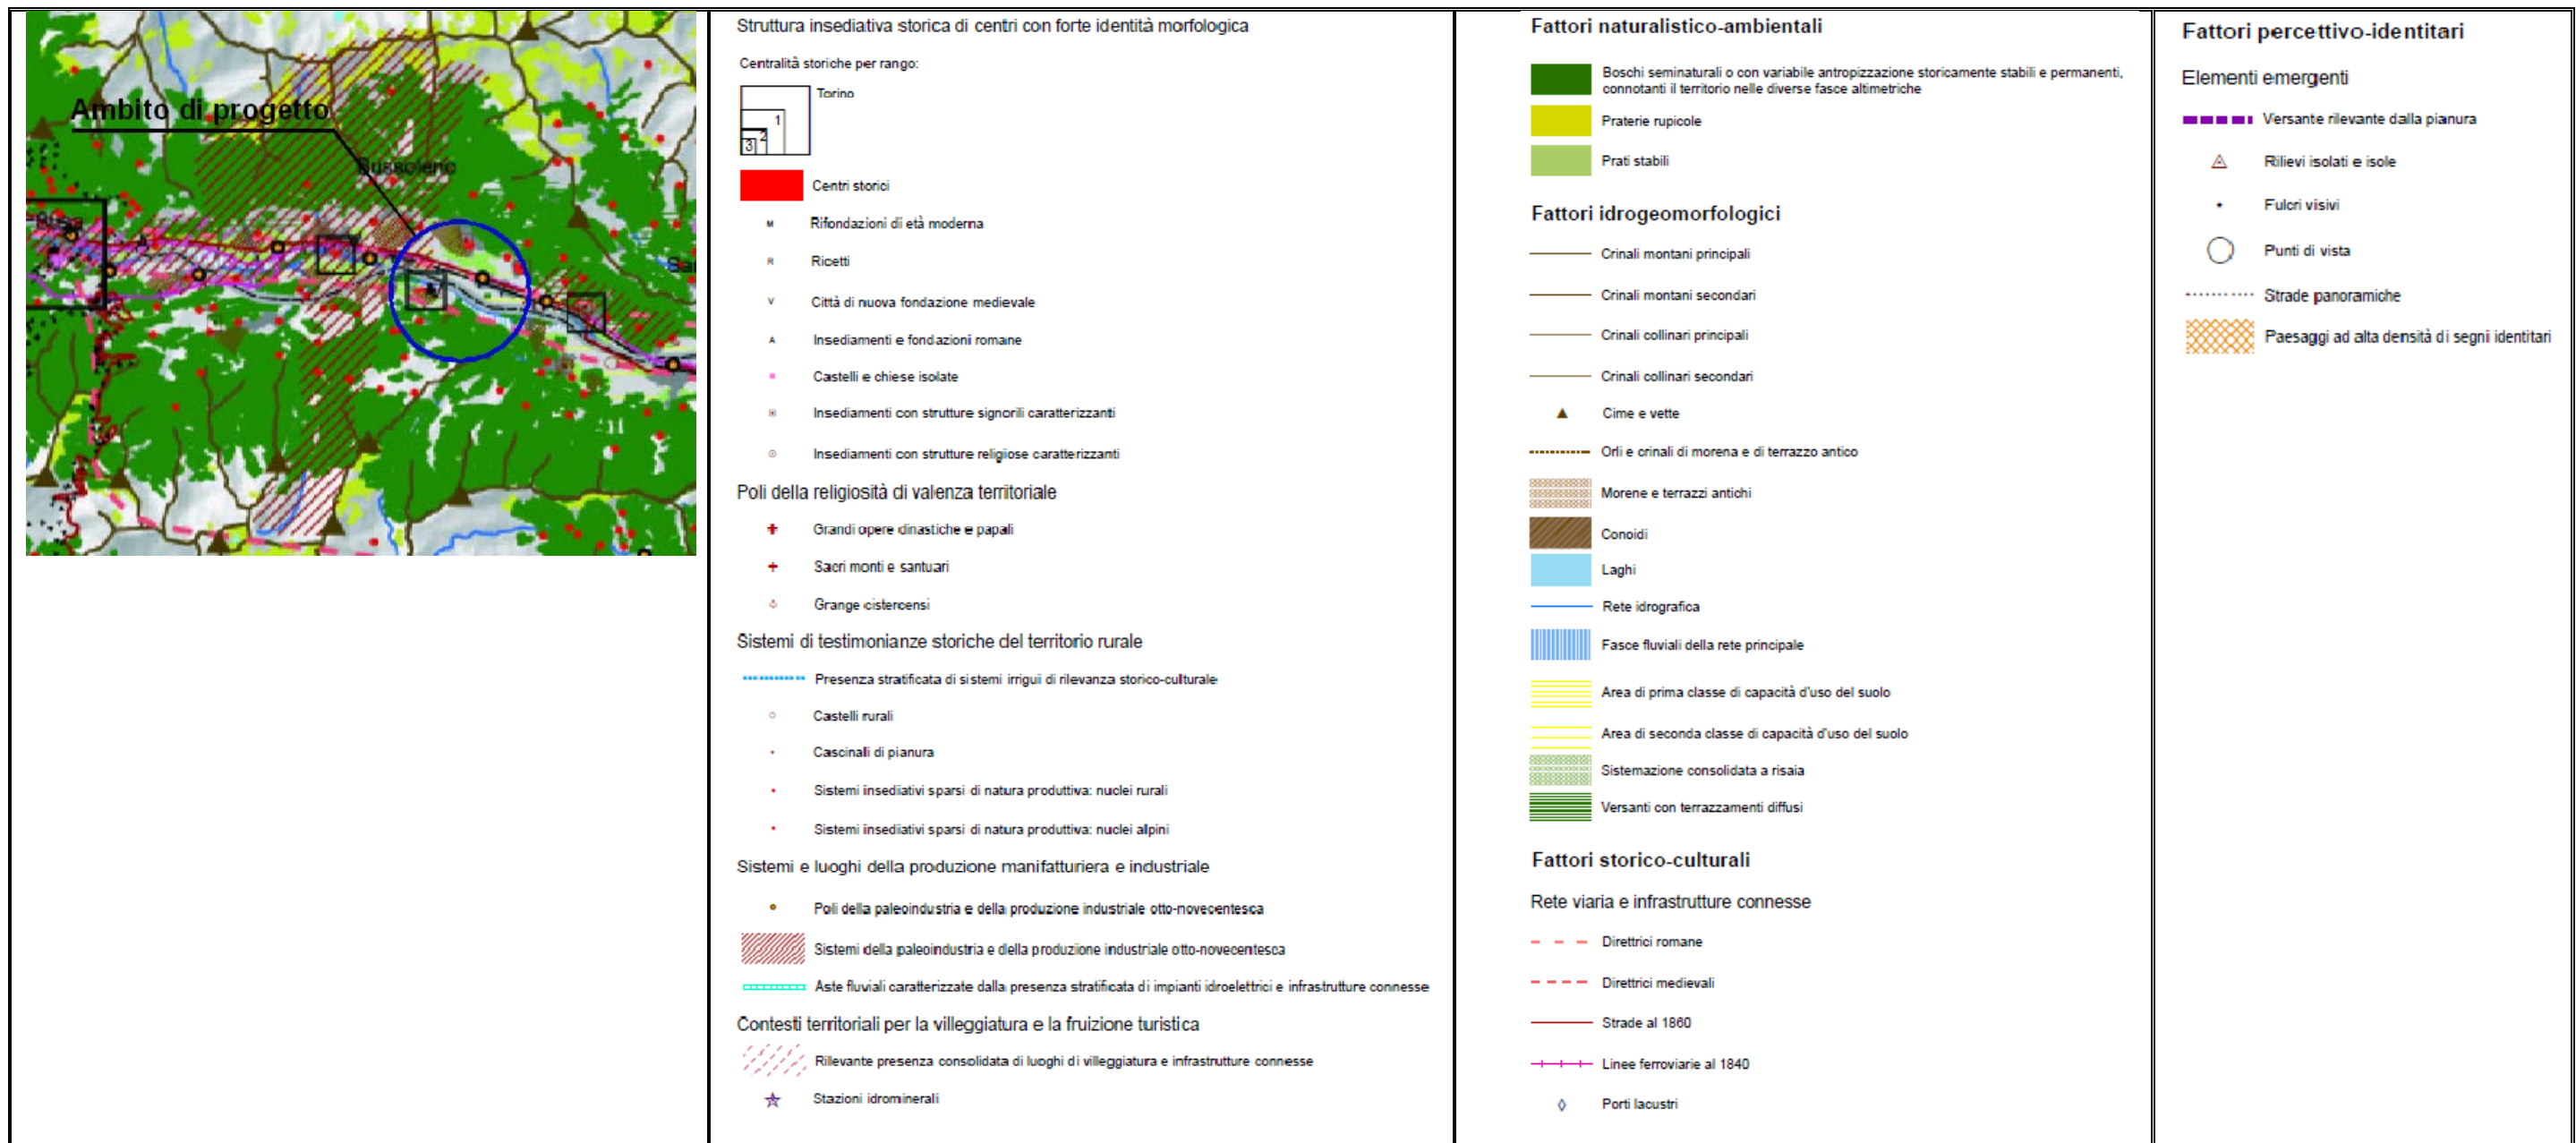 Ambito di progetto
Bussoleno
Susa
Struttura insediativa storica di centri con forte identità morfologica
Centralità storiche per rango:
Torino
1
2
3
Centri storici
M Rifondazioni di età moderna
R Ricetti
V Città di nuova fondazione medievale
A Insediamenti e fondazioni romane
Castelli e chiese isolate
Insediamenti con strutture signorili caratterizzanti
Insediamenti con strutture religiose caratterizzanti
Poli della religiosità di valenza territoriale
Grandi opere dinastiche e papali
Sacri monti e santuari
Grange cistercensi
Sistemi di testimonianze storiche del territorio rurale
Presenza stratificata di sistemi irrigui di rilevanza storico-culturale
Castelli rurali
Cascinali di pianura
Sistemi insediativi sparsi di natura produttiva: nuclei rurali
Sistemi insediativi sparsi di natura produttiva: nuclei alpini
Sistemi e luoghi della produzione manifatturiera e industriale
Poli della paleoindustria e della produzione industriale otto-novecentesca
Sistemi della paleoindustria e della produzione industriale otto-novecentesca
Aste fluviali caratterizzate dalla presenza stratificata di impianti idroelettrici e infrastrutture connesse
Contesti territoriali per la villeggiatura e la fruizione turistica
Rilevante presenza consolidata di luoghi di villeggiatura e infrastrutture connesse
Stazioni idrominerali
Fattori naturalistico-ambientali
Boschi seminaturali o con variabile antropizzazione storicamente stabili e permanenti,
connotanti il territorio nelle diverse fasce altimetriche
Praterie rupicole
Prati stabili
Fattori idrogeomorfologici
Crinali montani principali
Crinali montani secondari
Crinali collinari principali
Crinali collinari secondari
Cime e vette
Orli e crinali di morena e di terrazzo antico
Morene e terrazzi antichi
Conoidi
Laghi
Rete idrografica
Fasce fluviali della rete principale
Area di prima classe di capacità d'uso del suolo
Area di seconda classe di capacità d'uso del suolo
Sistemazione consolidata a risaia
Versanti con terrazzamenti diffusi
Fattori storico-culturali
Rete viaria e infrastrutture connesse
Direttrici romane
Direttrici medievali
Strade al 1860
Linee ferroviarie al 1840
Porti lacustri
Fattori percettivo-identitari
Elementi emergenti
Versante rilevante dalla pianura
Rilievi isolati e isole
Fulcri visivi
Punti di vista
Strade panoramiche
Paesaggi ad alta densità di segni identitari